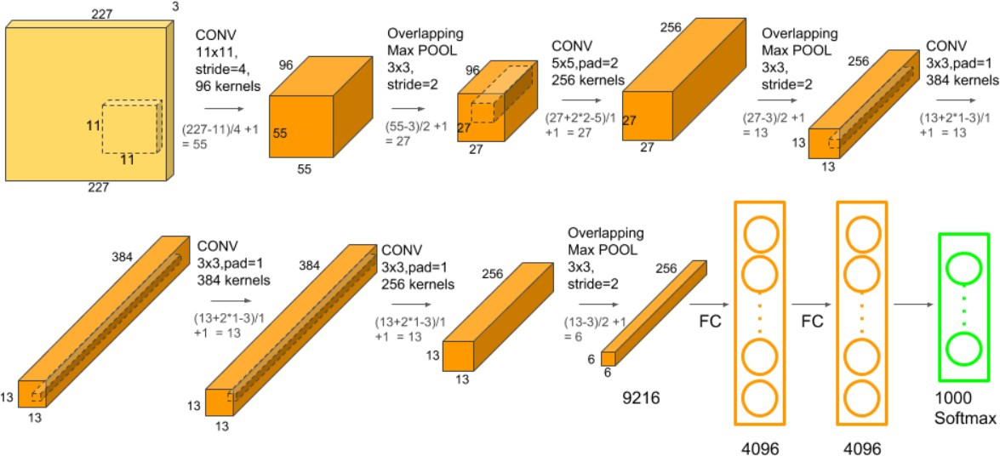 227
3
CONV
11x11,
stride=4,
96 kernels
(227-11)/4 +1
= 55
11
11
227
96
55
55
Overlapping
Max POOL
3x3,
stride=2
(55-3)/2 +1
= 27
96
27
27
CONV
5x5,pad=2
256 kernels
(27+2*2-5)/1
+1 = 27
256
27
27
Overlapping
Max POOL
3x3,
stride=2
(27-3)/2 +1
= 13
256
13
13
CONV
3x3,pad=1
384 kernels
(13+2*1-3)/1
+1 = 13
384
13
13
CONV
3x3,pad=1
384 kernels
(13+2*1-3)/1
+1 = 13
384
13
13
CONV
3x3,pad=1
256 kernels
(13+2*1-3)/1
+1 = 13
256
13
13
Overlapping
Max POOL
3x3,
stride=2
(13-3)/2 +1
= 6
256
6
6
9216
FC
4096
FC
4096
1000
Softmax